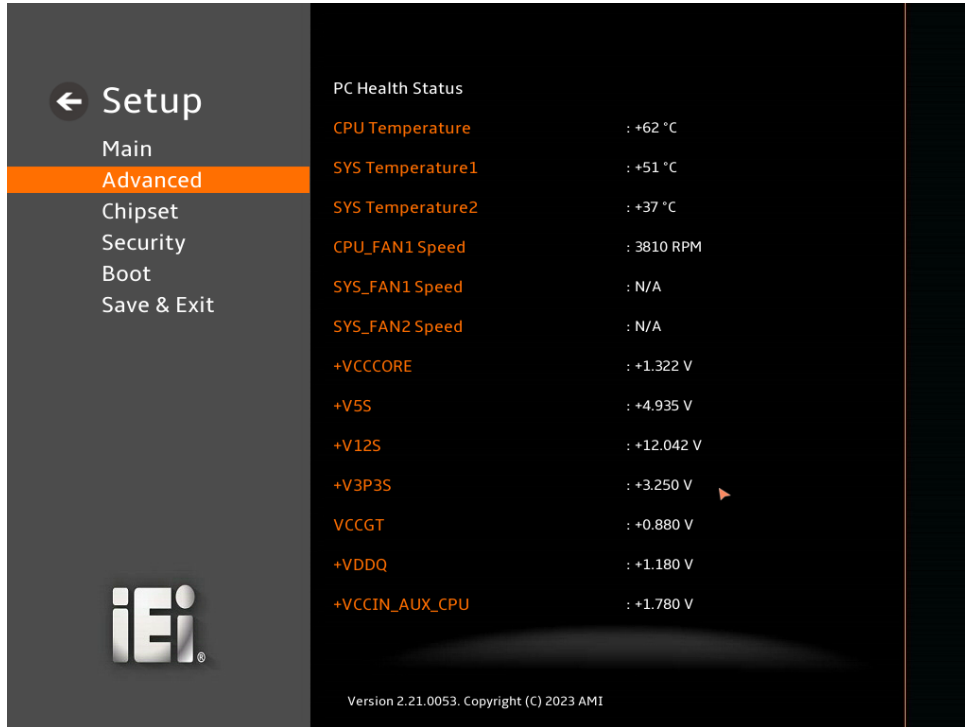 Setup
Main
Advanced
Chipset
Security
Boot
Save & Exit
PC Health Status
CPU Temperature : +62 °C
SYS Temperature1 : +51 °C
SYS Temperature2 : +37 °C
CPU_FAN1 Speed : 3810 RPM
SYS_FAN1 Speed : N/A
SYS_FAN2 Speed : N/A
+VCCCORE : +1.322 V
+V5S : +4.935 V
+V12S : +12.042 V
+V3P3S : +3.250 V
VCCGT : +0.880 V
+VDDQ : +1.180 V
+VCCIN_AUX_CPU : +1.780 V
iEi®
Version 2.21.0053. Copyright (C) 2023 AMI